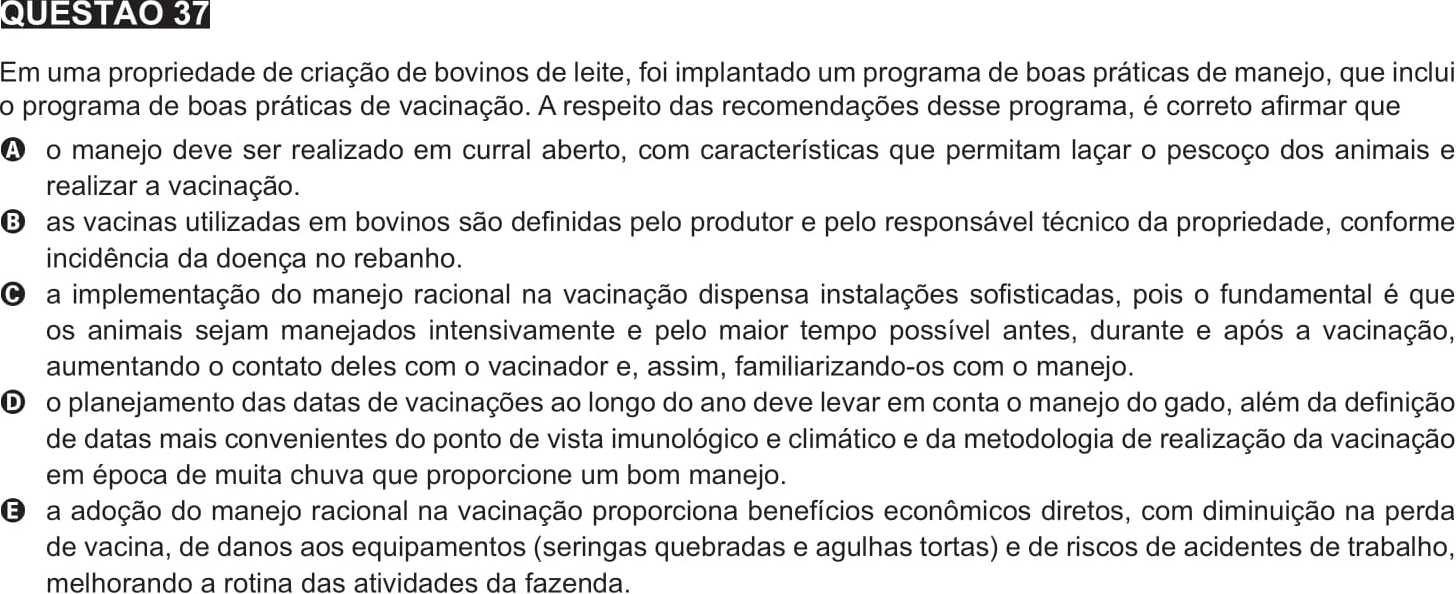 QUESTÃO 37
Em uma propriedade de criação de bovinos de leite, foi implantado um programa de boas práticas de manejo, que inclui
o programa de boas práticas de vacinação. A respeito das recomendações desse programa, é correto afirmar que
A o manejo deve ser realizado em curral aberto, com características que permitam laçar o pescoço dos animais e
realizar a vacinação.
B as vacinas utilizadas em bovinos são definidas pelo produtor e pelo responsável técnico da propriedade, conforme
incidência da doença no rebanho.
C a implementação do manejo racional na vacinação dispensa instalações sofisticadas, pois o fundamental é que
os animais sejam manejados intensivamente e pelo maior tempo possível antes, durante e após a vacinação,
aumentando o contato deles com o vacinador e, assim, familiarizando-os com o manejo.
D o planejamento das datas de vacinações ao longo do ano deve levar em conta o manejo do gado, além da definição
de datas mais convenientes do ponto de vista imunológico e climático e da metodologia de realização da vacinação
em época de muita chuva que proporcione um bom manejo.
E a adoção do manejo racional na vacinação proporciona benefícios econômicos diretos, com diminuição na perda
de vacina, de danos aos equipamentos (seringas quebradas e agulhas tortas) e de riscos de acidentes de trabalho,
melhorando a rotina das atividades da fazenda.